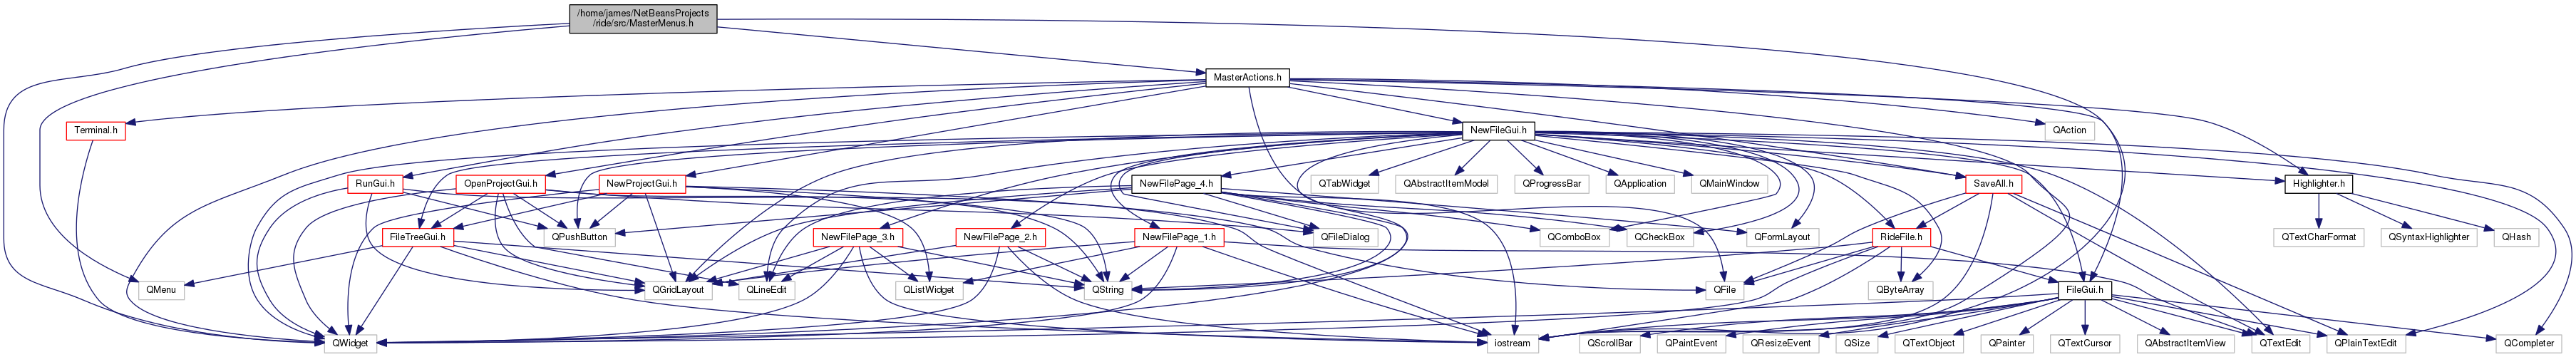 /home/james/NetBeansProjects
/ride/src/MasterMenus.h
MasterActions.h
Terminal.h
NewFileGui.h
QAction
RunGui.h
OpenProjectGui.h
NewProjectGui.h
NewFilePage_4.h
QTabWidget
QAbstractItemModel
QProgressBar
QApplication
QMainWindow
SaveAll.h
Highlighter.h
FileTreeGui.h
QPushButton
NewFilePage_3.h
NewFilePage_2.h
NewFilePage_1.h
QFileDialog
QComboBox
QCheckBox
QFormLayout
RideFile.h
QTextCharFormat
QSyntaxHighlighter
QHash
QMenu
QGridLayout
QLineEdit
QListWidget
QString
QFile
QByteArray
FileGui.h
QWidget
iostream
QScrollBar
QPaintEvent
QResizeEvent
QSize
QTextObject
QPainter
QTextCursor
QAbstractItemView
QTextEdit
QPlainTextEdit
QCompleter